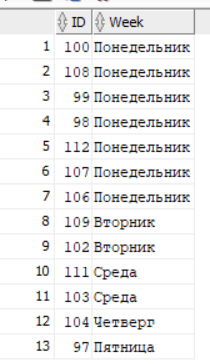 ID Week
1 100 Понедельник
2 108 Понедельник
3 99 Понедельник
4 98 Понедельник
5 112 Понедельник
6 107 Понедельник
7 106 Понедельник
8 109 Вторник
9 102 Вторник
10 111 Среда
11 103 Среда
12 104 Четверг
13 97 Пятница